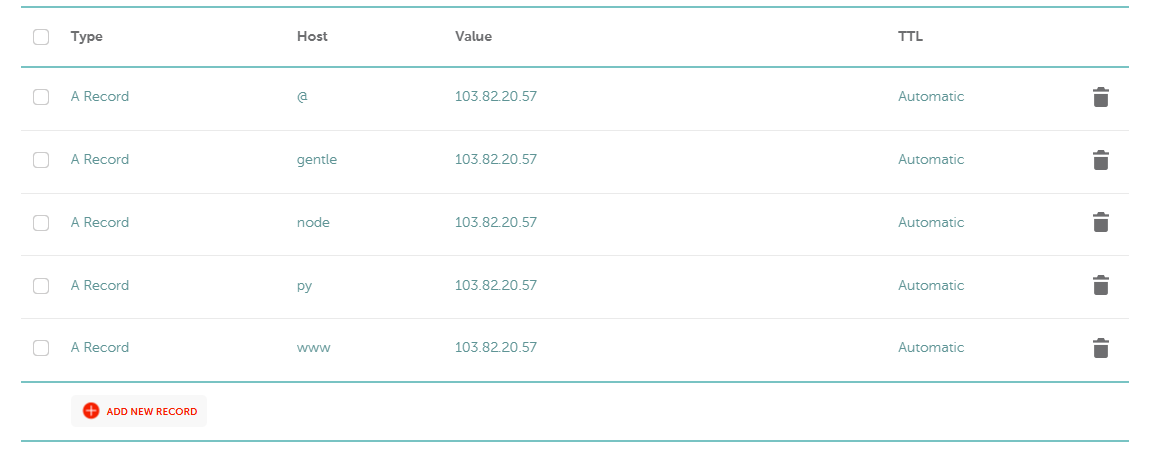 Type Host Value TTL
A Record @ 103.82.20.57 Automatic
A Record gentle 103.82.20.57 Automatic
A Record node 103.82.20.57 Automatic
A Record py 103.82.20.57 Automatic
A Record www 103.82.20.57 Automatic
ADD NEW RECORD